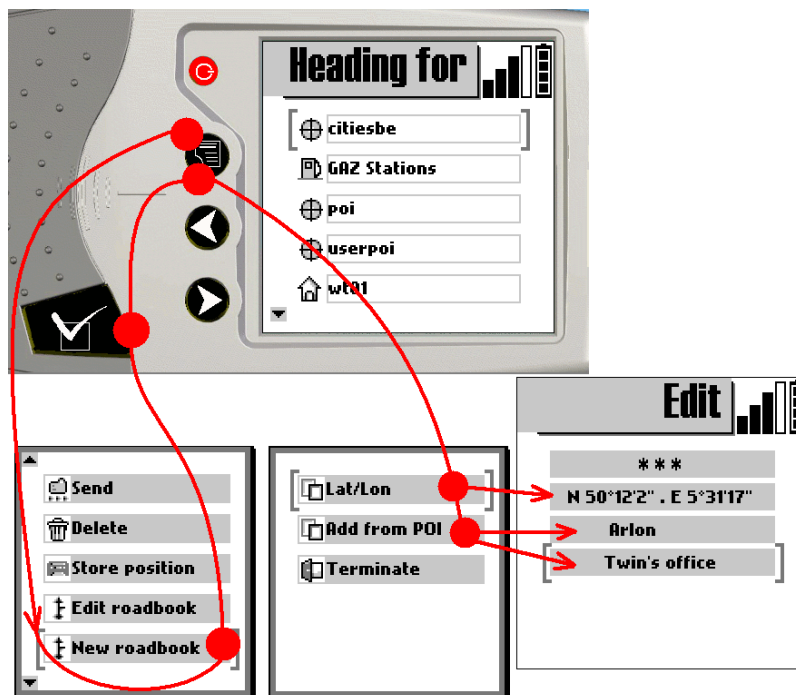 Heading for
citiesbe
GAZ Stations
poi
userpoi
wt01
Send
Delete
Store position
Edit roadbook
New roadbook
Lat/Lon
Add from POI
Terminate
Edit
***
N 50°12'2" . E 5°31'17"
Arlon
Twin's office